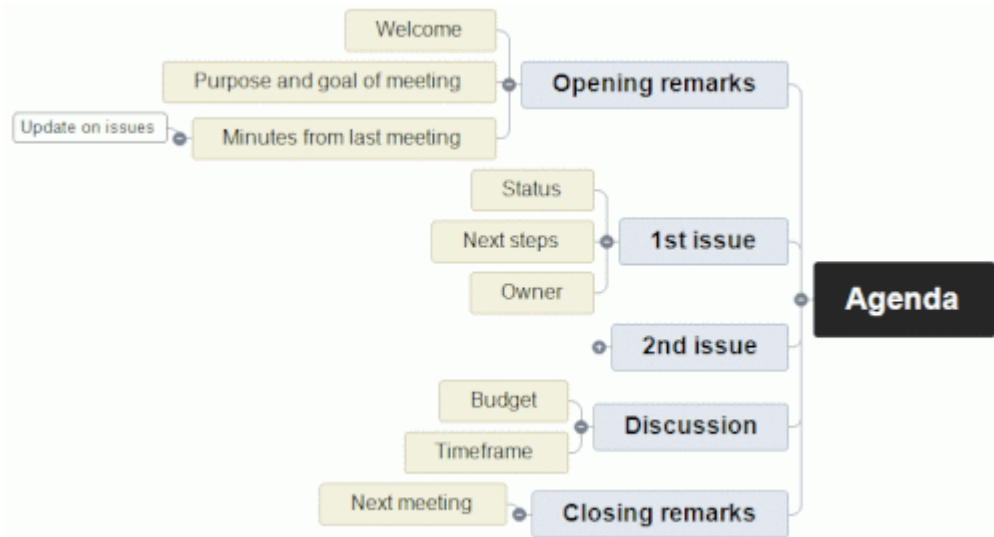 Welcome
Purpose and goal of meeting
Opening remarks
Update on issues
Minutes from last meeting
Status
Next steps
1st issue
Owner
Agenda
2nd issue
Budget
Discussion
Timeframe
Next meeting
Closing remarks